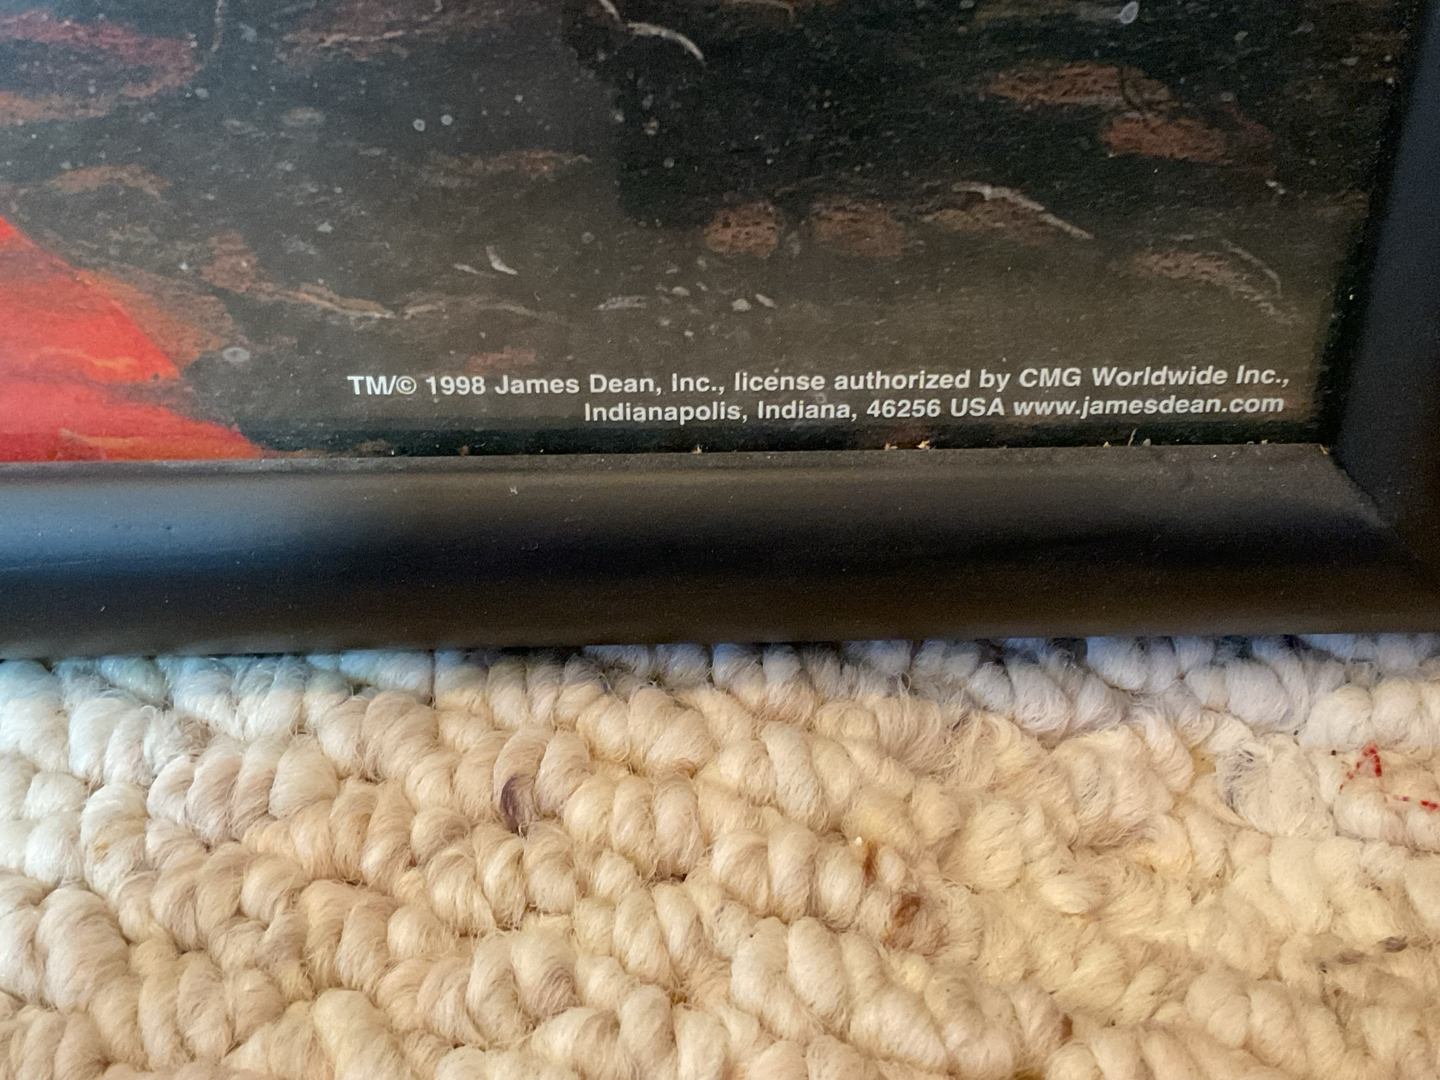 TM/© 1998 James Dean, Inc., license authorized by CMG Worldwide Inc.,
Indianapolis, Indiana, 46256 USA www.jamesdean.com